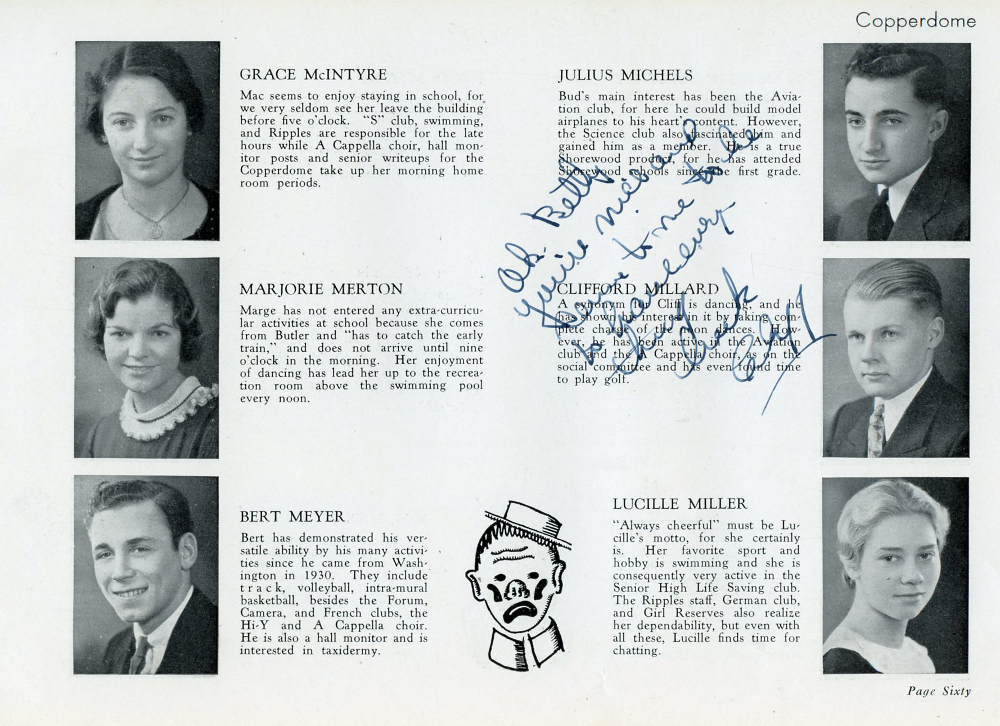 Copperdome
GRACE McINTYRE
Mac seems to enjoy staying in school, for
we very seldom see her leave the building
before five o'clock. "S" club, swimming,
and Ripples are responsible for the late
hours while A Cappella choir, hall mon-
itor posts and senior writeups for the
Copperdome take up her morning home
room periods.
MARJORIE MERTON
Marge has not entered any extra-curricu-
lar activities at school because she comes
from Butler and "has to catch the early
train," and does not arrive until nine
o'clock in the morning. Her enjoyment
of dancing has lead her up to the recrea-
tion room above the swimming pool
every noon.
BERT MEYER
Bert has demonstrated his ver-
satile ability by his many activi-
ties since he came from Wash-
ington in 1930. They include
track, volleyball, intra-mural
basketball, besides the Forum,
Camera, and French clubs, the
Hi-Y and A Cappella choir.
He is also a hall monitor and is
interested in taxidermy.
JULIUS MICHELS
Bud's main interest has been the Avia-
tion club, for here he could build model
airplanes to his heart's content. However,
the Science club also fascinated him and
gained him as a member. He is a true
Shorewood product, for he has attended
Shorewood schools since the first grade.
Oh. Betty
You're nice and
to me to be
Luck
Cliff
CLIFFORD MILLARD
A synonym for Cliff is dancing, and he
has shown his interest in it by taking com-
plete charge of the noon dances. How-
ever, he has been active in the Aviation
club and the A Cappella choir, as on the
social committee and has even found time
to play golf.
LUCILLE MILLER
"Always cheerful" must be Lu-
cille's motto, for she certainly
is. Her favorite sport and
hobby is swimming and she is
consequently very active in the
Senior High Life Saving club.
The Ripples staff, German club,
and Girl Reserves also realize
her dependability, but even with
all these, Lucille finds time for
chatting.
Page Sixty